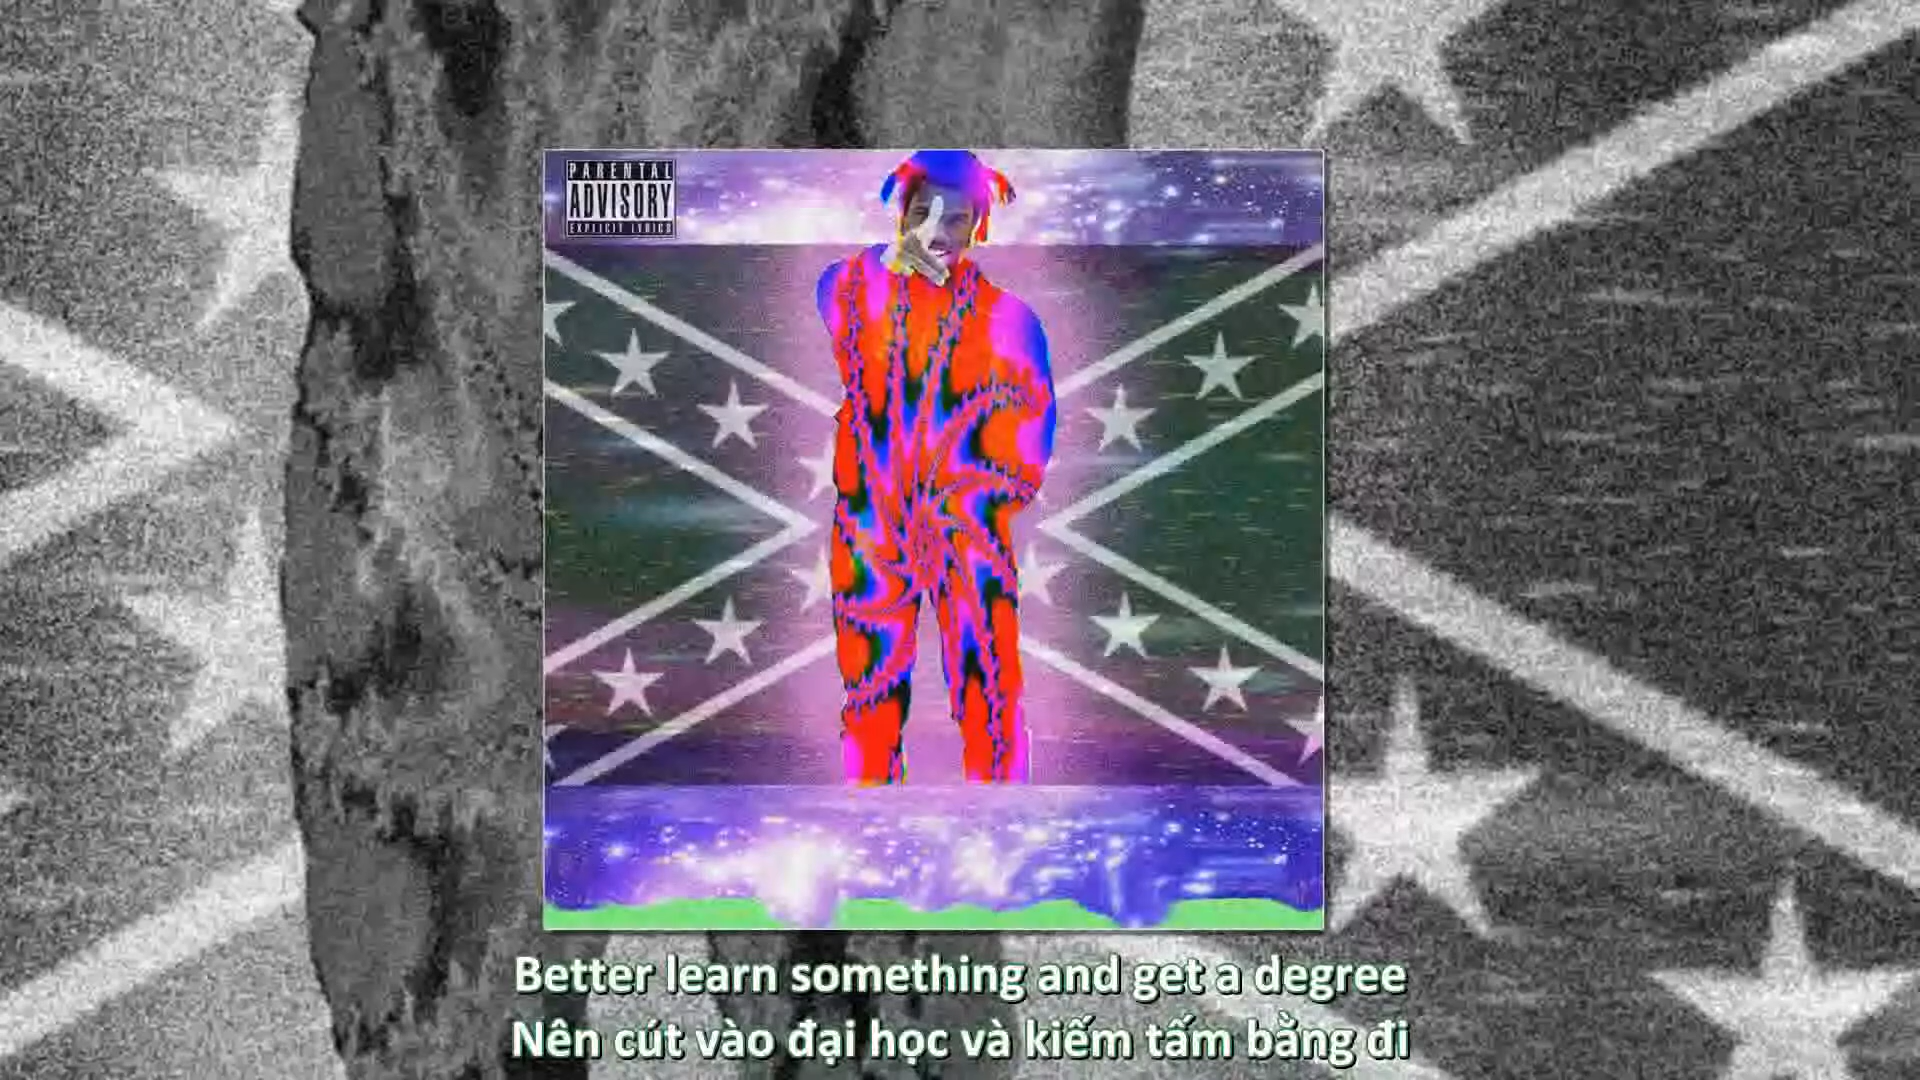 PARENTAL
ADVISORY
EXPLICIT LYRICS
Better learn something and get a degree
Nên cút vào đại học và kiếm tấm bằng đi